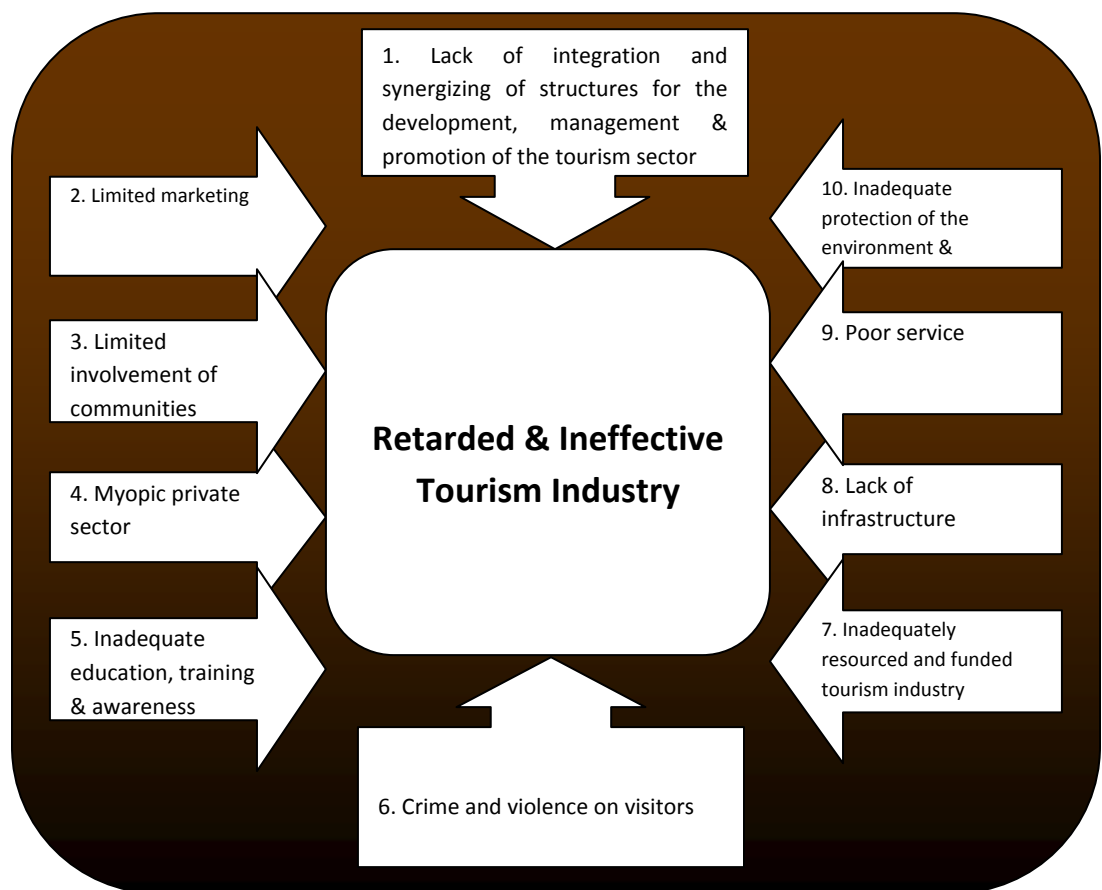 1. Lack of integration and
synergizing of structures for the
development, management &
promotion of the tourism sector
2. Limited marketing
3. Limited
involvement of
communities
4. Myopic private
sector
5. Inadequate
education, training
& awareness
6. Crime and violence on visitors
7. Inadequately
resourced and funded
tourism industry
8. Lack of
infrastructure
9. Poor service
10. Inadequate
protection of the
environment &
Retarded & Ineffective
Tourism Industry